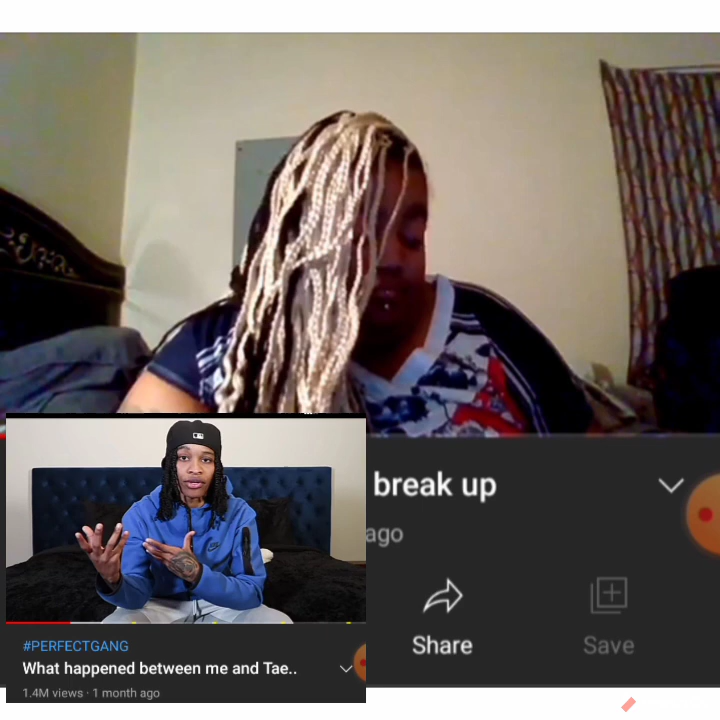 break up
ago
Share
Save
#PERFECTGANG
What happened between me and Tae..
1.4M views · 1 month ago